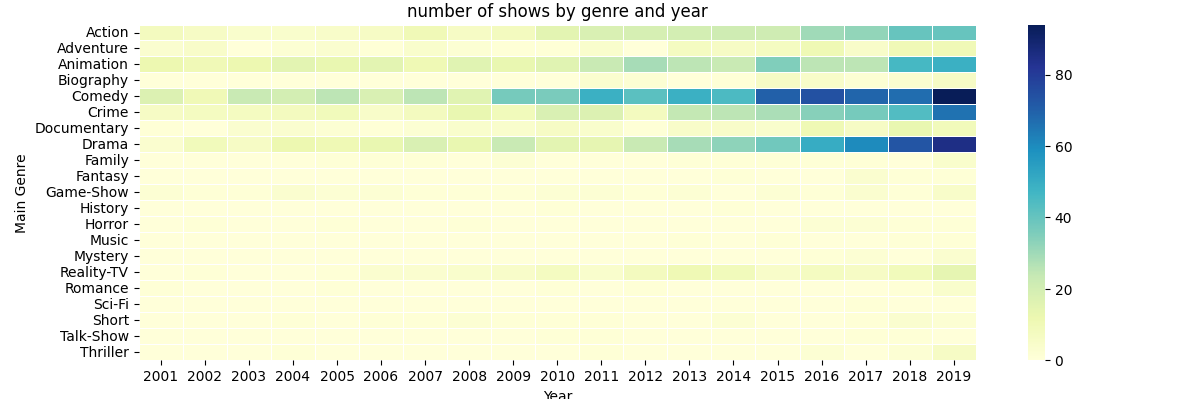 number of shows by genre and year
Main Genre
Action
Adventure
Animation
Biography
Comedy
Crime
Documentary
Drama
Family
Fantasy
Game-Show
History
Horror
Music
Mystery
Reality-TV
Romance
Sci-Fi
Short
Talk-Show
Thriller
2001 2002 2003 2004 2005 2006 2007 2008 2009 2010 2011 2012 2013 2014 2015 2016 2017 2018 2019
Year
80
60
40
20
0